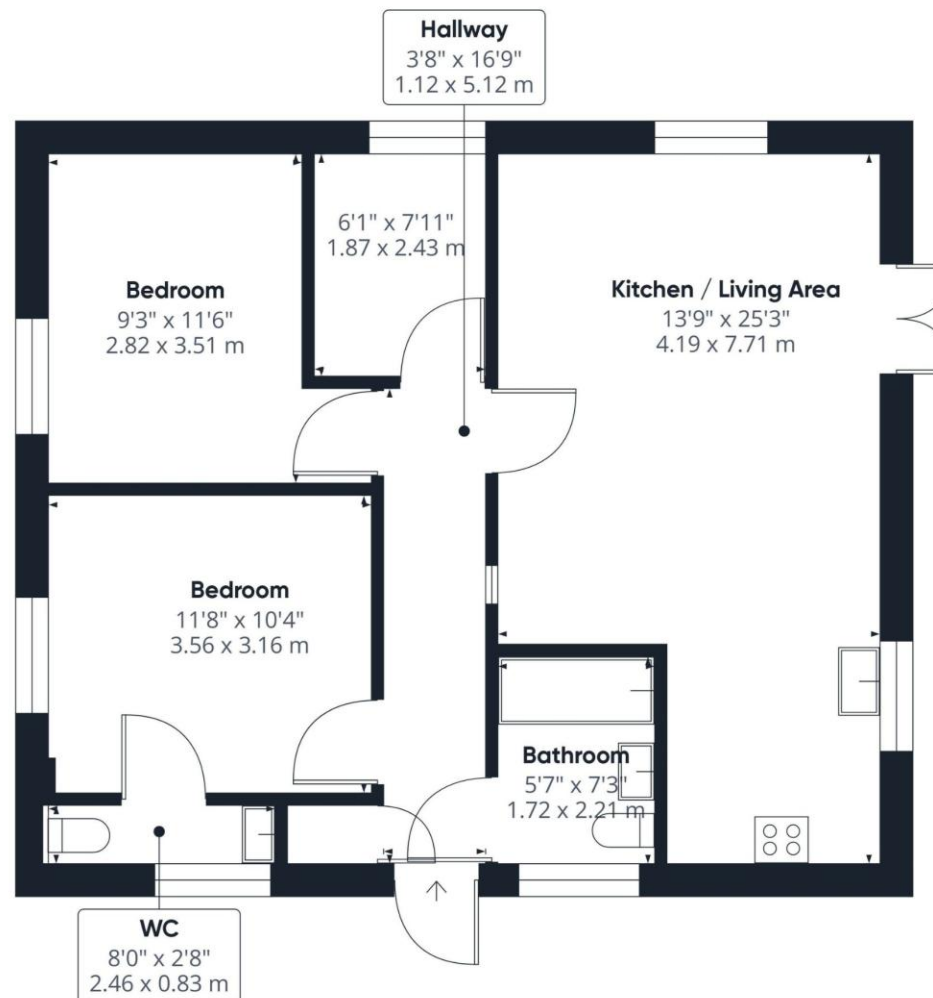 Hallway
3'8" x 16'9"
1.12 x 5.12 m
6'1" x 7'11"
1.87 x 2.43 m
Bedroom
9'3" x 11'6"
2.82 x 3.51 m
Kitchen / Living Area
13'9" x 25'3"
4.19 x 7.71 m
Bedroom
11'8" x 10'4"
3.56 x 3.16 m
Bathroom
5'7" x 7'3"
1.72 x 2.21 m
WC
8'0" x 2'8"
2.46 x 0.83 m